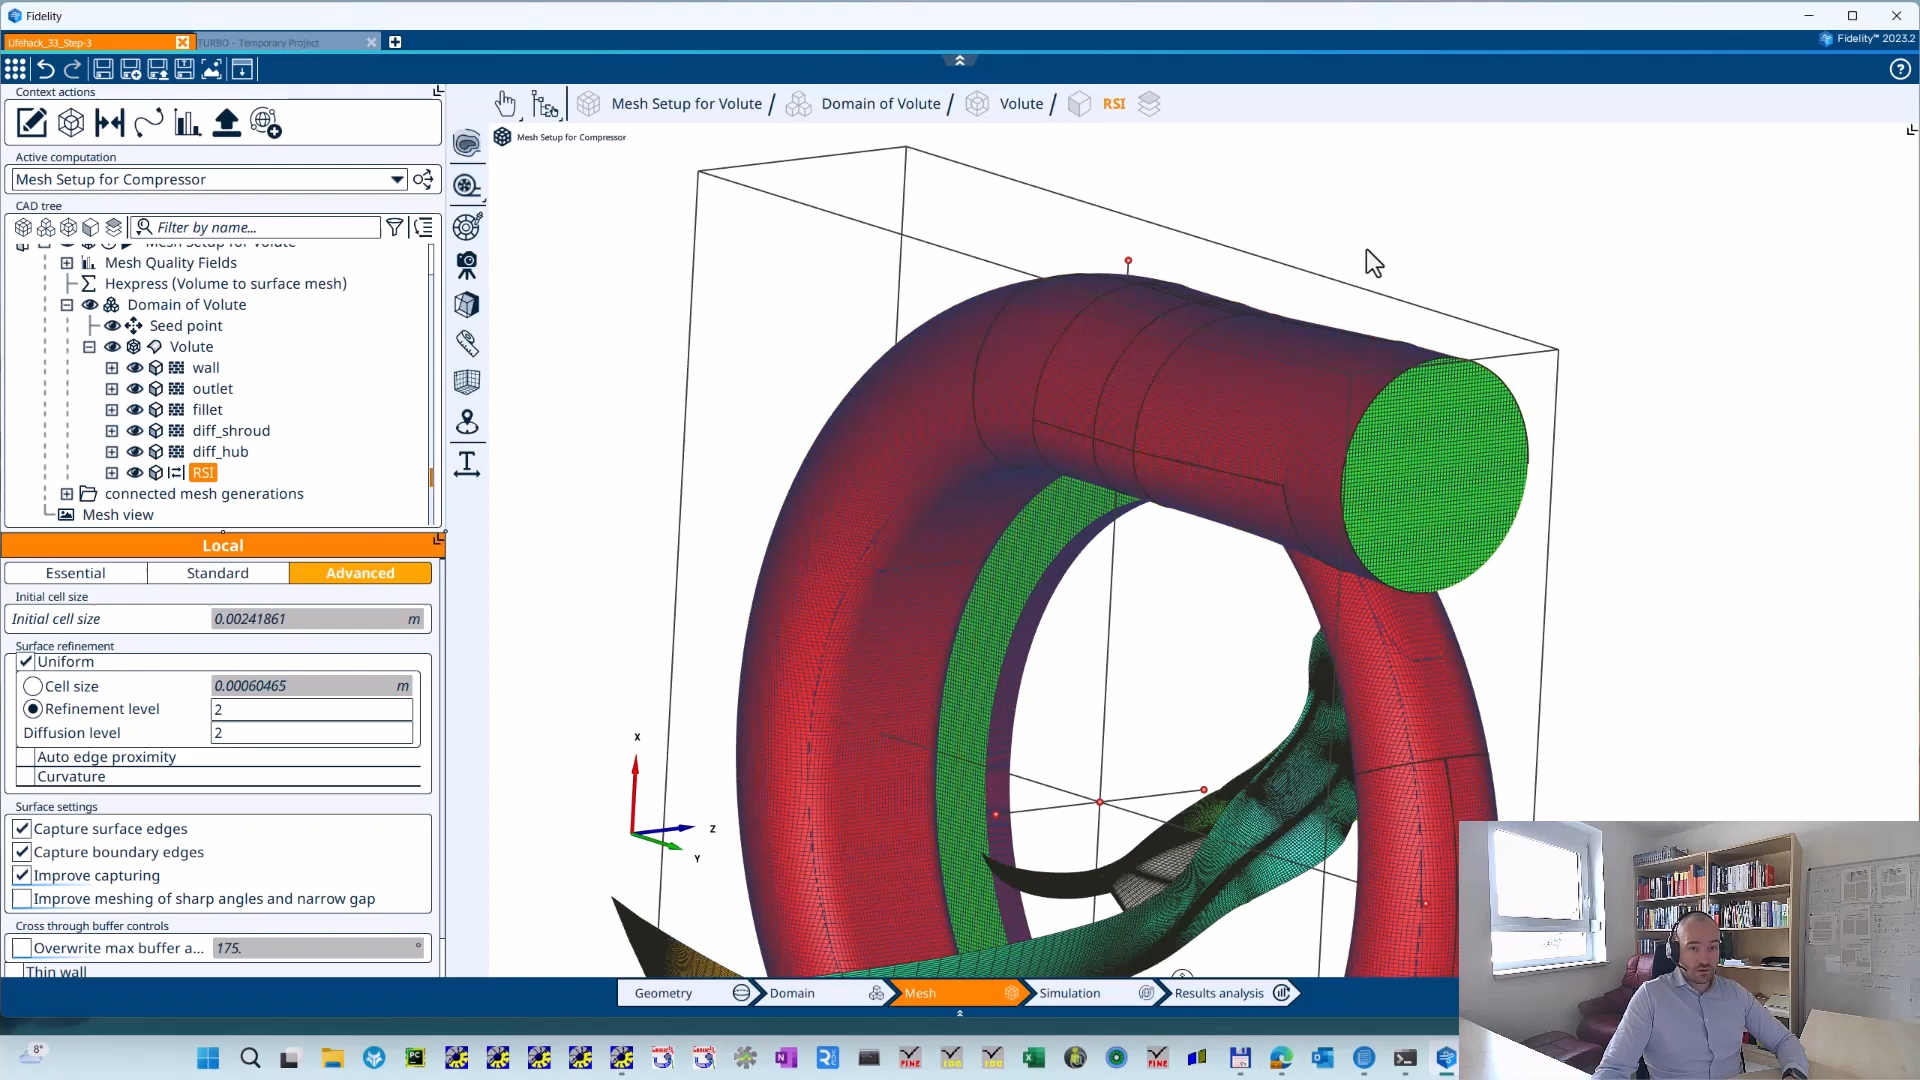 Fidelity
Lifehack_33_Step-3
TURBO - Temporary Project
Fidelity™ 2023.2
Context actions
Active computation
Mesh Setup for Compressor
CAD tree
Filter by name...
Mesh Setup for Volute
Mesh Quality Fields
Hexpress (Volume to surface mesh)
Domain of Volute
Seed point
Volute
wall
outlet
fillet
diff_shroud
diff_hub
RSI
connected mesh generations
Mesh view
Local
Essential
Standard
Advanced
Initial cell size
Initial cell size
0.00241861
m
Surface refinement
Uniform
Cell size
0.00060465
m
Refinement level
2
Diffusion level
2
Auto edge proximity
Curvature
Surface settings
Capture surface edges
Capture boundary edges
Improve capturing
Improve meshing of sharp angles and narrow gap
Cross through buffer controls
Overwrite max buffer a...
175.
°
Thin wall
Mesh Setup for Volute / Domain of Volute / Volute / RSI
Mesh Setup for Compressor
X
Z
Y
Geometry
Domain
Mesh
Simulation
Results analysis
8°